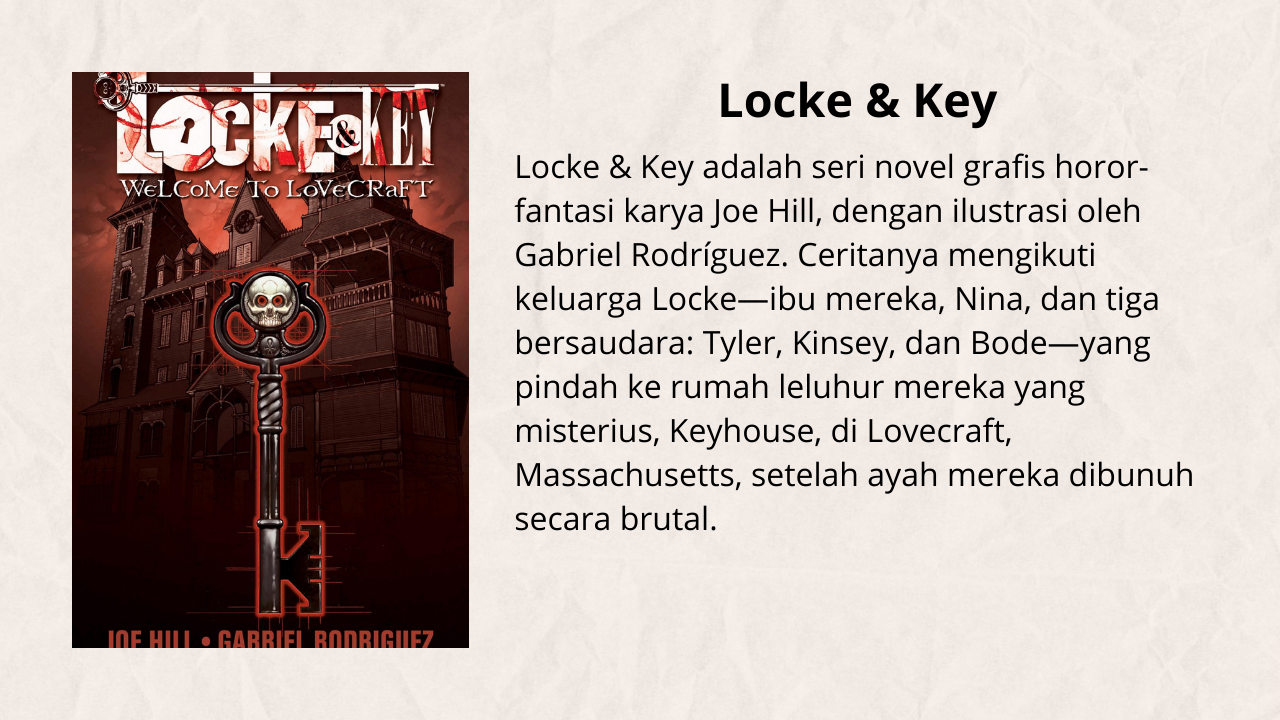 LOCKE & KEY
WELCOME TO LOVECRAFT
JOE HILL • GABRIEL RODRIGUEZ
Locke & Key
Locke & Key adalah seri novel grafis horor-
fantasi karya Joe Hill, dengan ilustrasi oleh
Gabriel Rodríguez. Ceritanya mengikuti
keluarga Locke—ibu mereka, Nina, dan tiga
bersaudara: Tyler, Kinsey, dan Bode—yang
pindah ke rumah leluhur mereka yang
misterius, Keyhouse, di Lovecraft,
Massachusetts, setelah ayah mereka dibunuh
secara brutal.